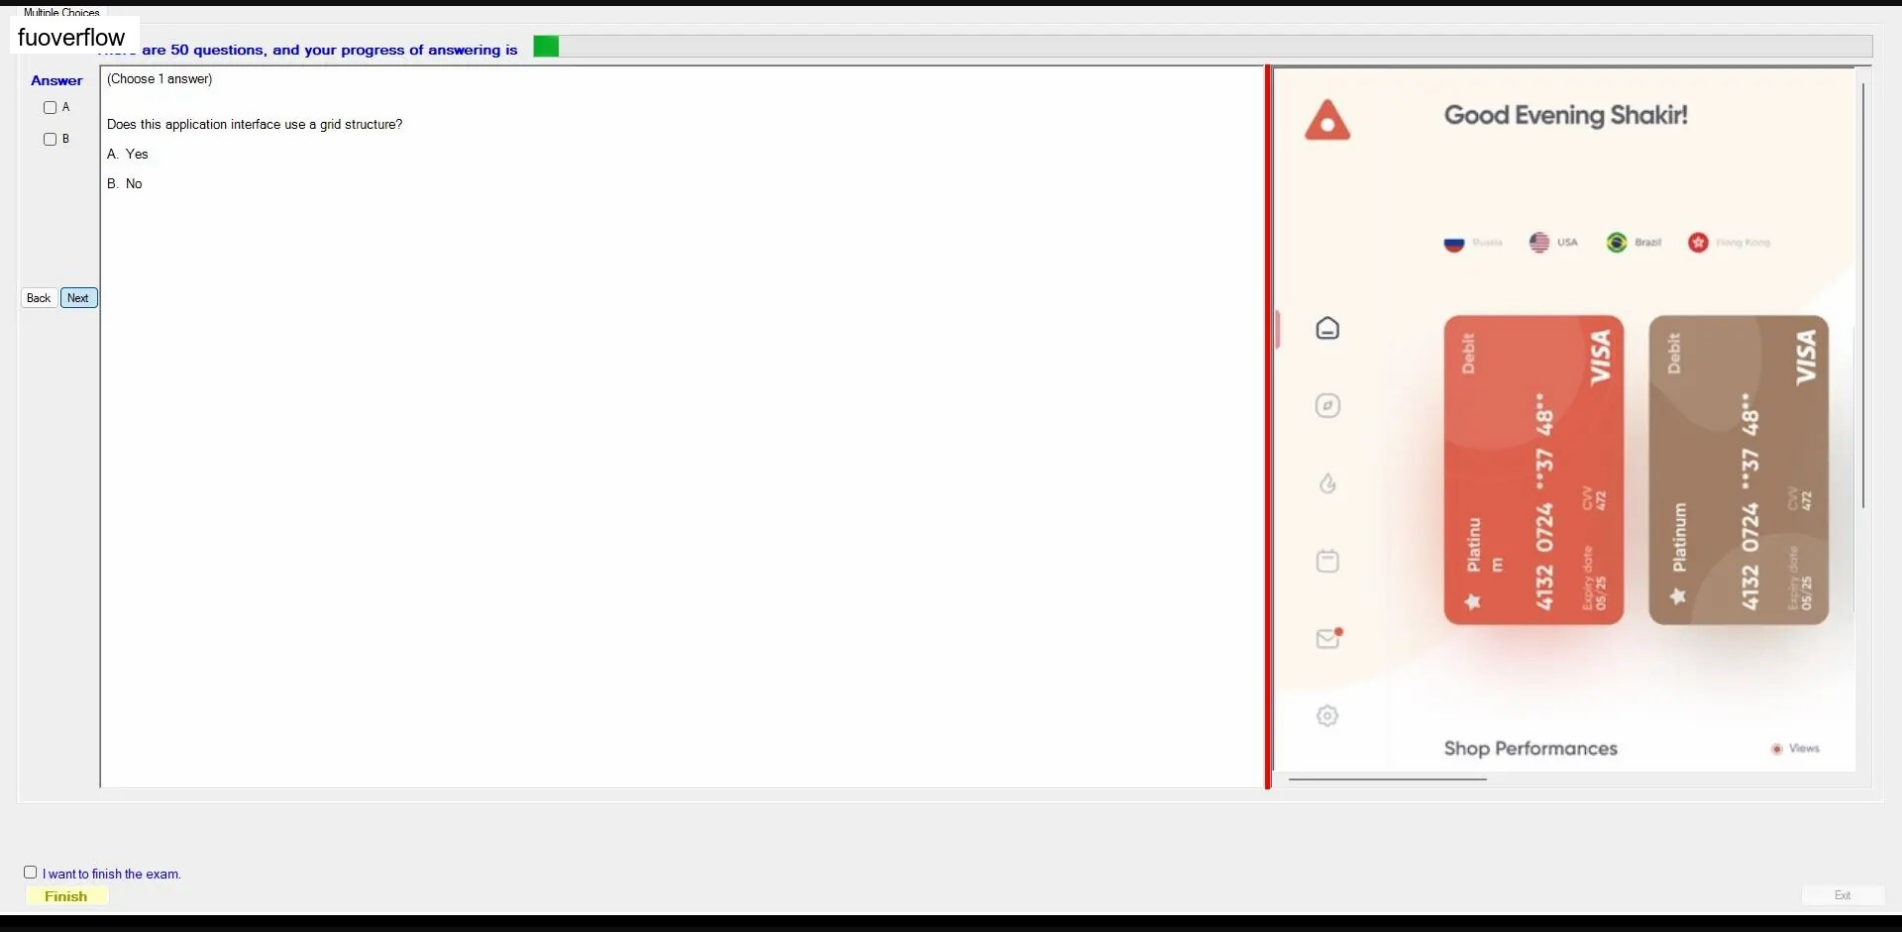 Multiple Choices
fuoverflow
are 50 questions, and your progress of answering is
Answer
A
B
Back
Next
(Choose 1 answer)
Does this application interface use a grid structure?
A. Yes
B. No
Good Evening Shakir!
Russia
USA
Brazil
Hong Kong
Debit
VISA
Platinu
m
4132 0724 **37 48**
Expiry date
05/25
CVV
472
Debit
VISA
Platinum
4132 0724 **37 48**
Expiry date
05/25
CVV
472
Shop Performances
Views
I want to finish the exam.
Finish
Exit